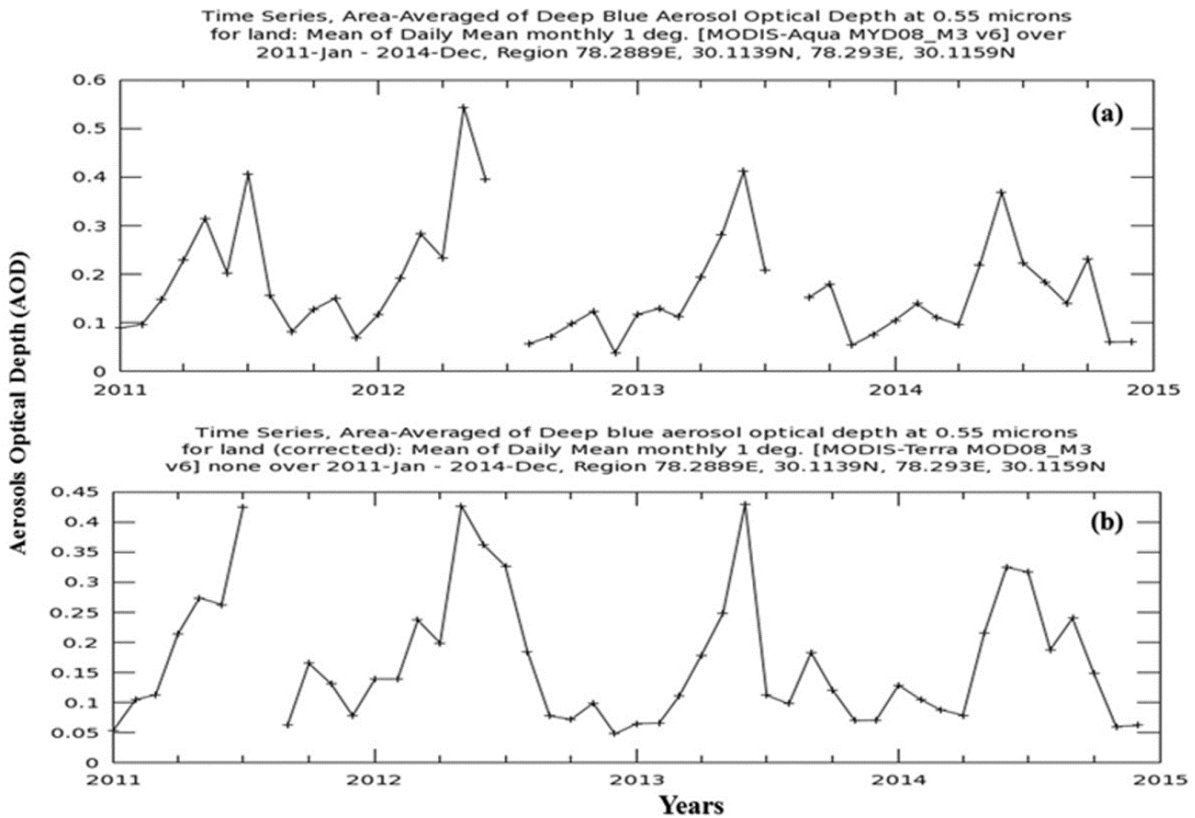 Time Series, Area-Averaged of Deep Blue Aerosol Optical Depth at 0.55 microns
for land: Mean of Daily Mean monthly 1 deg. [MODIS-Aqua MYD08_M3 v6] over
2011-Jan - 2014-Dec, Region 78.2889E, 30.1139N, 78.293E, 30.1159N
(a)
0.6
0.5
0.4
0.3
0.2
0.1
0
2011 2012 2013 2014 2015
Time Series, Area-Averaged of Deep blue aerosol optical depth at 0.55 microns
for land (corrected): Mean of Daily Mean monthly 1 deg. [MODIS-Terra MOD08_M3
v6] none over 2011-Jan - 2014-Dec, Region 78.2889E, 30.1139N, 78.293E, 30.1159N
(b)
0.45
0.4
0.35
0.3
0.25
0.2
0.15
0.1
0.05
0
2011 2012 2013 2014 2015
Years
Aerosols Optical Depth (AOD)